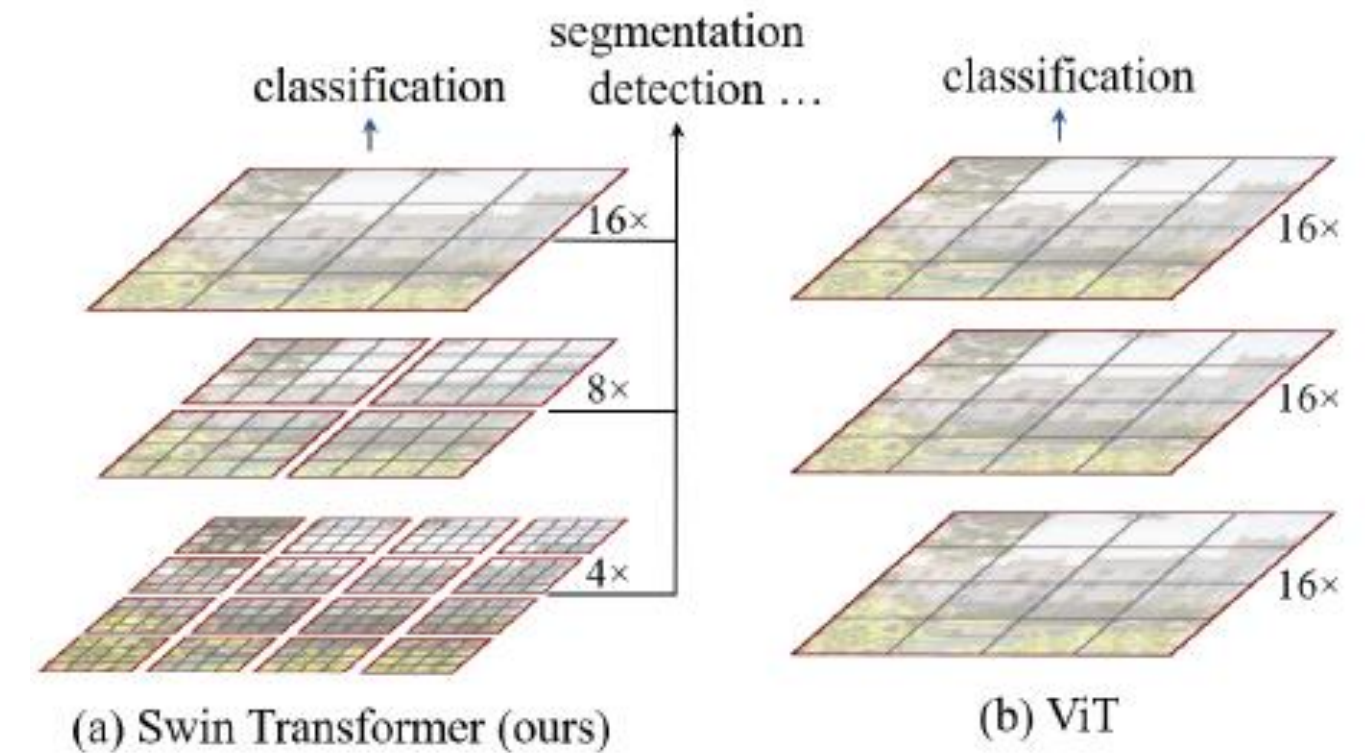 segmentation
classification
detection ...
classification
16×
8×
4×
16×
16×
16×
(a) Swin Transformer (ours)
(b) ViT